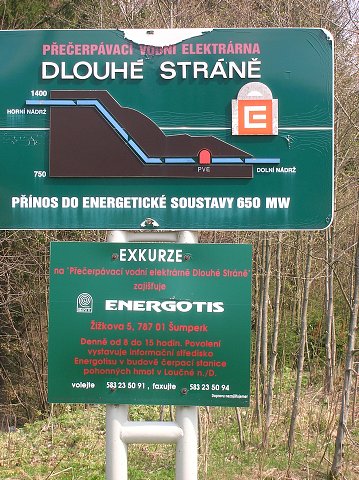 PŘEČERPÁVACÍ VODNÍ ELEKTRÁRNA
DLOUHÉ STRÁNĚ
1400
HORNÍ NÁDRŽ
750
PVE
DOLNÍ NÁDRŽ
PŘÍNOS DO ENERGETICKÉ SOUSTAVY 650 MW
EXKURZE
na "Přečerpávací vodní elektrárně Dlouhé Stráně"
zajišťuje
ENERGOTIS
Žižkova 5, 787 01 Šumperk
Denně od 8 do 15 hodin. Povolení
vystavuje informační středisko
Energotisu v budově čerpací stanice
pohonných hmot v Loučné n./D.
volejte 583 23 50 91 , faxujte 583 23 50 94